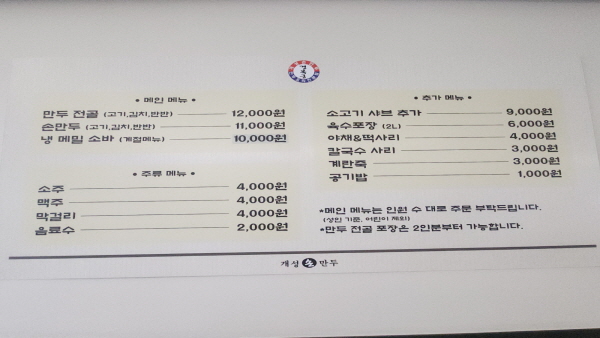 • 메인 메뉴 •
만두 전골 (고기,김치,반반) 12,000원
손만두 (고기,김치,반반) 11,000원
냉 메밀 소바 (계절메뉴) 10,000원
• 주류 메뉴 •
소주 4,000원
맥주 4,000원
막걸리 4,000원
음료수 2,000원
• 추가 메뉴 •
소고기 샤브 추가 9,000원
육수포장 (2L) 6,000원
야채&떡사리 4,000원
칼국수 사리 3,000원
계란죽 3,000원
공기밥 1,000원
*메인 메뉴는 인원 수 대로 주문 부탁드립니다.
(성인 기준, 어린이 제외)
*만두 전골 포장은 2인분부터 가능합니다.
개성 손 만두